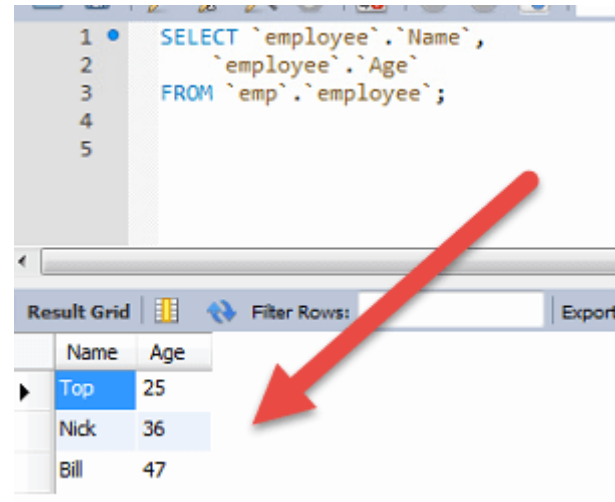 1 SELECT `employee`.`Name`,
2 `employee`.`Age`
3 FROM `emp`.`employee`;
4
5
Result Grid Filter Rows: Export
Name Age
Top 25
Nick 36
Bill 47